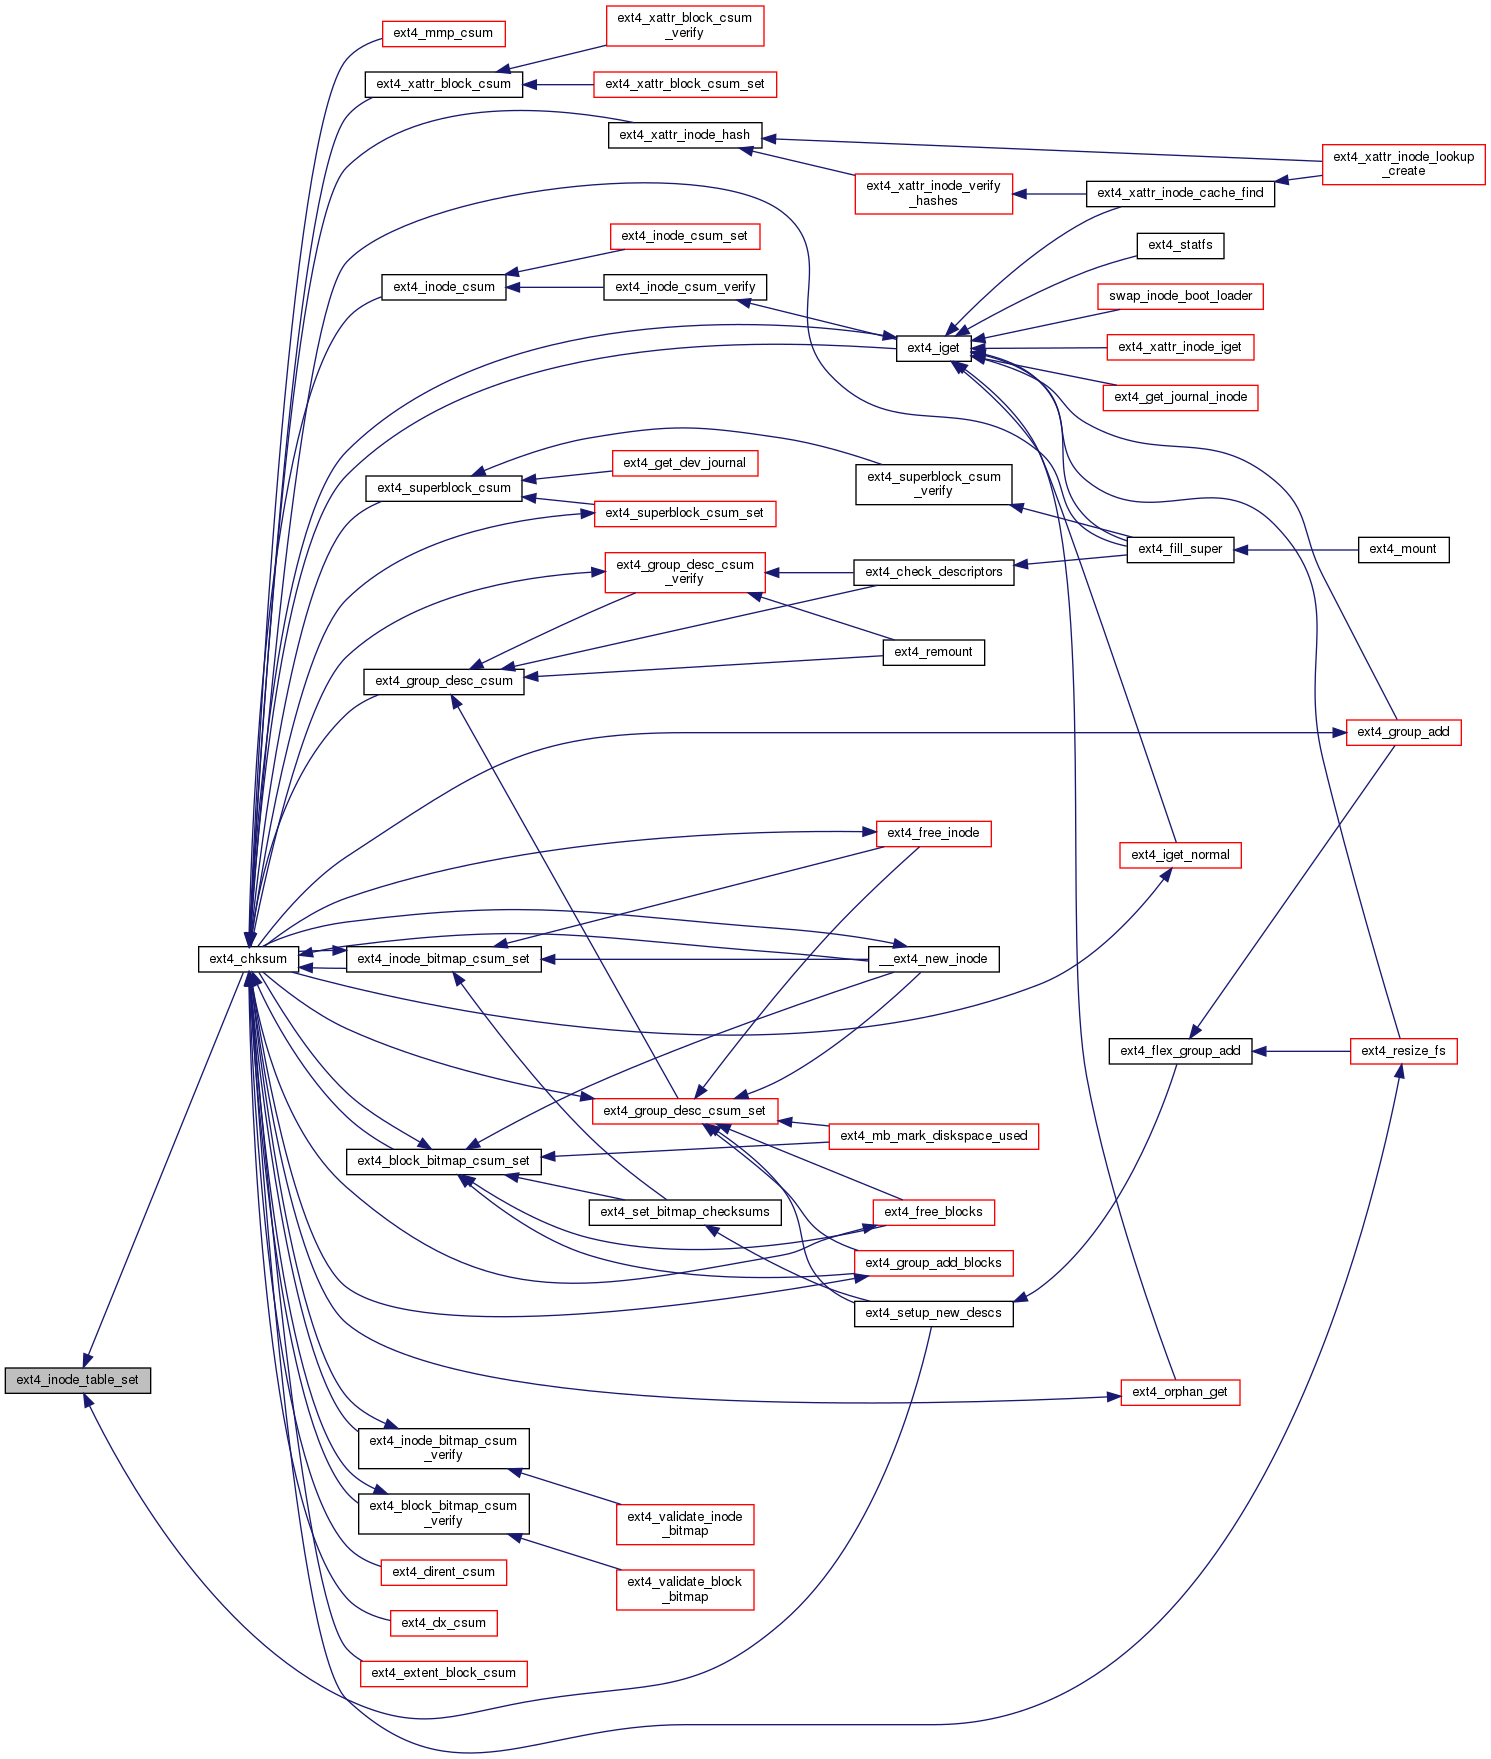 ext4_mmp_csum
ext4_xattr_block_csum
_verify
ext4_xattr_block_csum
ext4_xattr_block_csum_set
ext4_xattr_inode_hash
ext4_xattr_inode_lookup
_create
ext4_xattr_inode_verify
_hashes
ext4_xattr_inode_cache_find
ext4_inode_csum_set
ext4_statfs
ext4_inode_csum
ext4_inode_csum_verify
swap_inode_boot_loader
ext4_iget
ext4_xattr_inode_iget
ext4_get_journal_inode
ext4_get_dev_journal
ext4_superblock_csum
ext4_superblock_csum
_verify
ext4_superblock_csum_set
ext4_fill_super
ext4_mount
ext4_group_desc_csum
_verify
ext4_check_descriptors
ext4_remount
ext4_group_desc_csum
ext4_group_add
ext4_free_inode
ext4_iget_normal
ext4_chksum
ext4_inode_bitmap_csum_set
__ext4_new_inode
ext4_flex_group_add
ext4_resize_fs
ext4_group_desc_csum_set
ext4_mb_mark_diskspace_used
ext4_block_bitmap_csum_set
ext4_set_bitmap_checksums
ext4_free_blocks
ext4_group_add_blocks
ext4_setup_new_descs
ext4_inode_table_set
ext4_orphan_get
ext4_inode_bitmap_csum
_verify
ext4_block_bitmap_csum
_verify
ext4_validate_inode
_bitmap
ext4_dirent_csum
ext4_validate_block
_bitmap
ext4_dx_csum
ext4_extent_block_csum